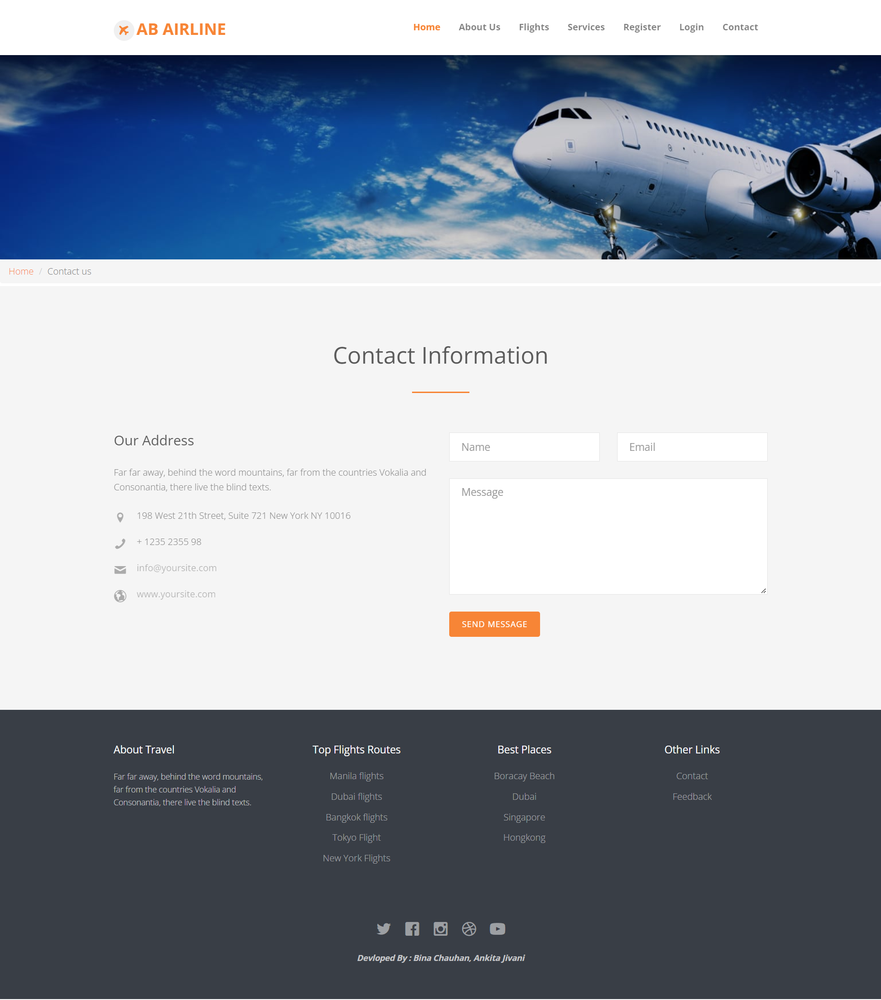 AB AIRLINE
Home About Us Flights Services Register Login Contact
Home / Contact us
Contact Information
Our Address
Far far away, behind the word mountains, far from the countries Vokalia and
Consonantia, there live the blind texts.
198 West 21th Street, Suite 721 New York NY 10016
+ 1235 2355 98
info@yoursite.com
www.yoursite.com
Name
Email
Message
SEND MESSAGE
About Travel
Far far away, behind the word mountains,
far from the countries Vokalia and
Consonantia, there live the blind texts.
Top Flights Routes
Manila flights
Dubai flights
Bangkok flights
Tokyo Flight
New York Flights
Best Places
Boracay Beach
Dubai
Singapore
Hongkong
Other Links
Contact
Feedback
Devloped By : Bina Chauhan, Ankita Jivani